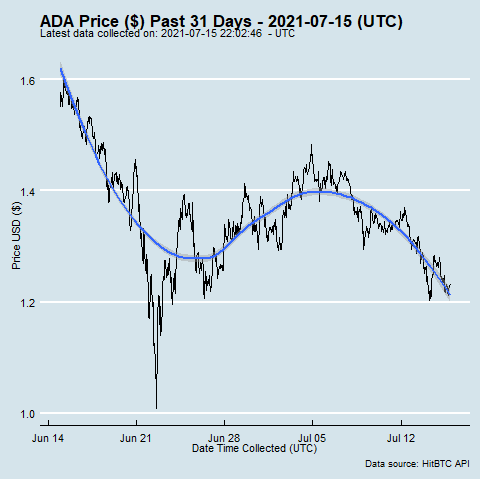 ADA Price ($) Past 31 Days - 2021-07-15 (UTC)
Latest data collected on: 2021-07-15 22:02:46 - UTC
1.6
1.4
1.2
1.0
Price USD ($)
Jun 14 Jun 21 Jun 28 Jul 05 Jul 12
Date Time Collected (UTC)
Data source: HitBTC API